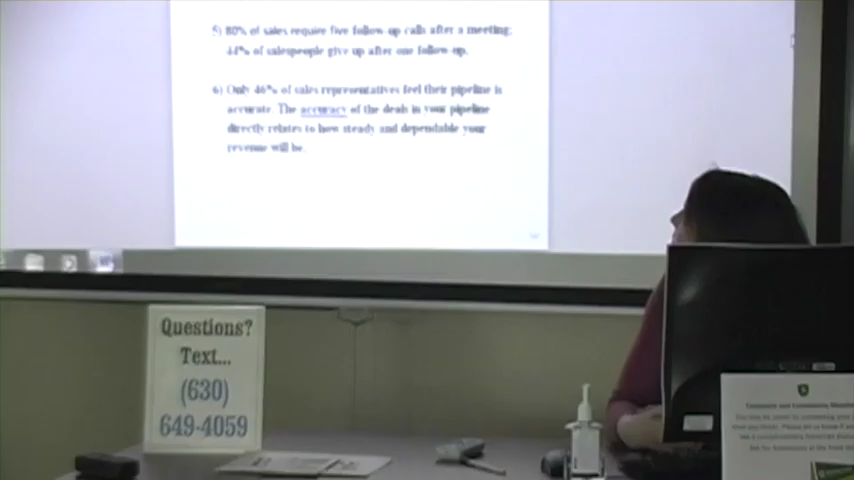 5) 80% of sales require five follow-up calls after a meeting;
44% of salespeople give up after one follow-up.
6) Only 46% of sales representatives feel their pipeline is
accurate. The accuracy of the deals in your pipeline
directly relates to how steady and dependable your
revenue will be.
Questions?
Text...
(630)
649-4059